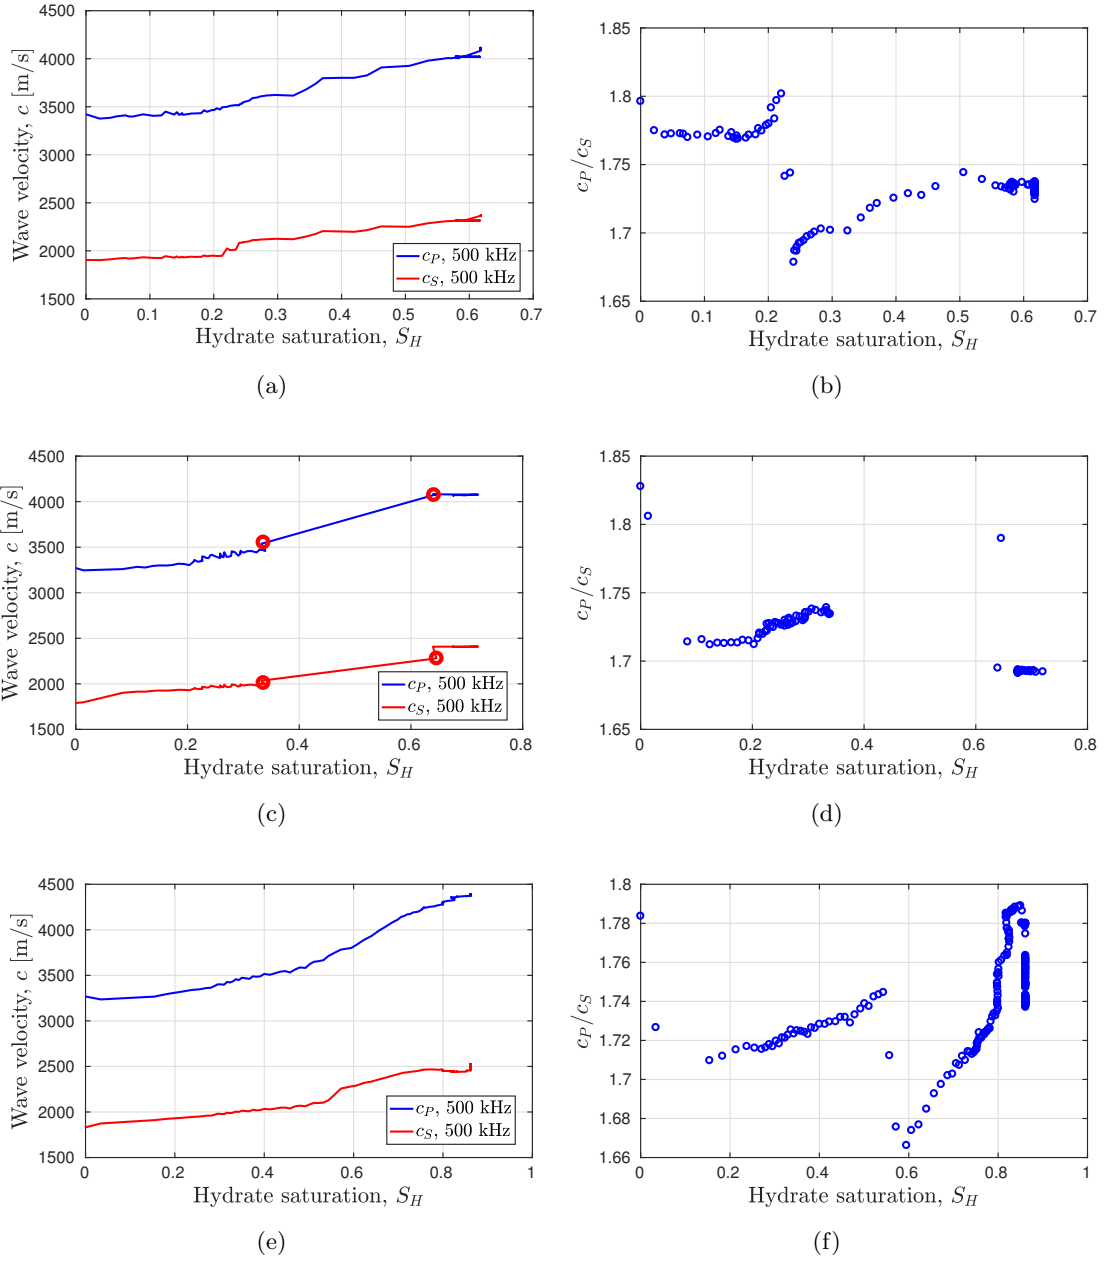 4500
4000
3500
3000
2500
2000
1500
Wave velocity, c [m/s]
c_P, 500 kHz
c_S, 500 kHz
0 0.1 0.2 0.3 0.4 0.5 0.6 0.7
Hydrate saturation, S_H
(a)
1.85
1.8
1.75
1.7
1.65
c_P/c_S
0 0.1 0.2 0.3 0.4 0.5 0.6 0.7
Hydrate saturation, S_H
(b)
4500
4000
3500
3000
2500
2000
1500
Wave velocity, c [m/s]
c_P, 500 kHz
c_S, 500 kHz
0 0.2 0.4 0.6 0.8
Hydrate saturation, S_H
(c)
1.85
1.8
1.75
1.7
1.65
c_P/c_S
0 0.2 0.4 0.6 0.8
Hydrate saturation, S_H
(d)
4500
4000
3500
3000
2500
2000
1500
Wave velocity, c [m/s]
c_P, 500 kHz
c_S, 500 kHz
0 0.2 0.4 0.6 0.8 1
Hydrate saturation, S_H
(e)
1.8
1.78
1.76
1.74
1.72
1.7
1.68
1.66
c_P/c_S
0 0.2 0.4 0.6 0.8 1
Hydrate saturation, S_H
(f)